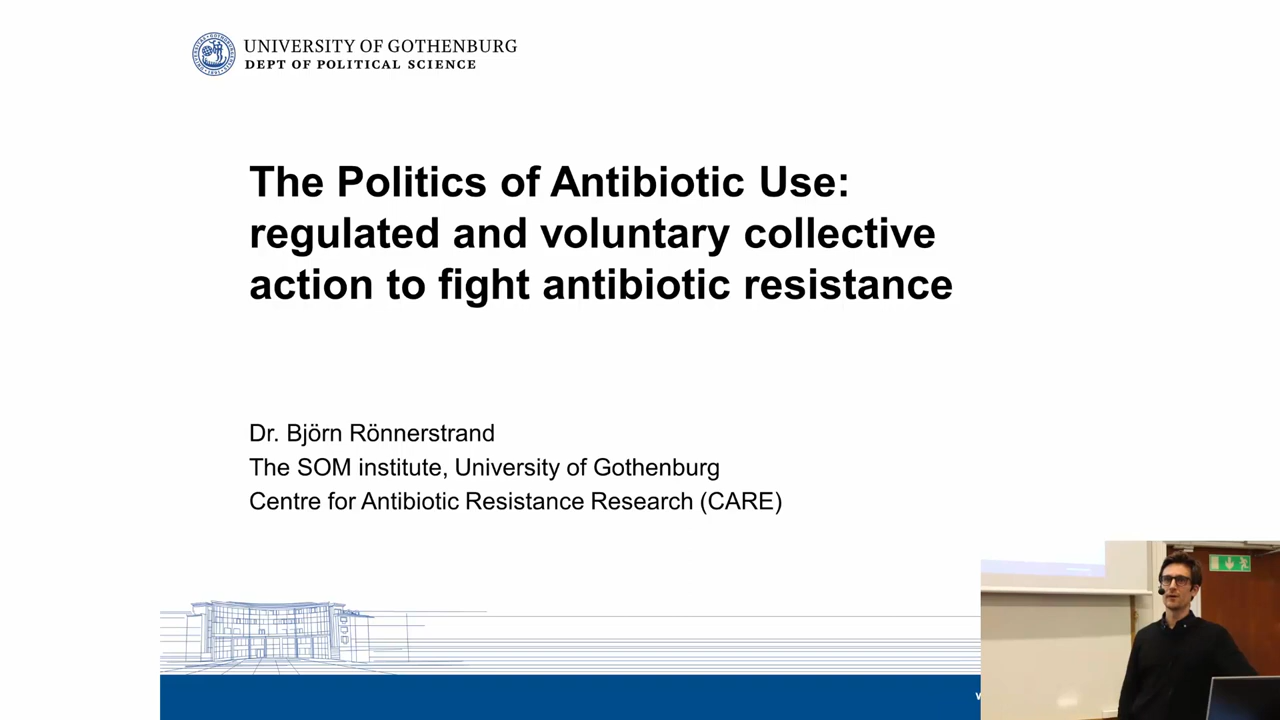 UNIVERSITY OF GOTHENBURG
DEPT OF POLITICAL SCIENCE
The Politics of Antibiotic Use:
regulated and voluntary collective
action to fight antibiotic resistance
Dr. Björn Rönnerstrand
The SOM institute, University of Gothenburg
Centre for Antibiotic Resistance Research (CARE)